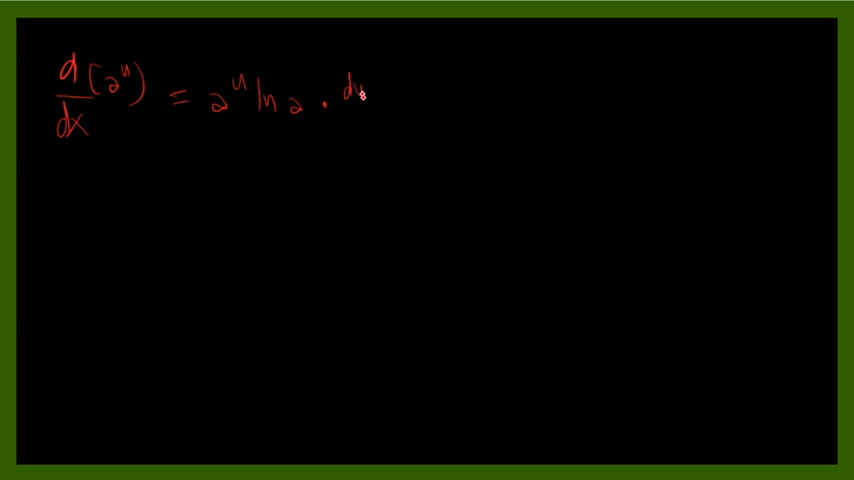 d/dx (2^u) = 2^u ln 2 · du